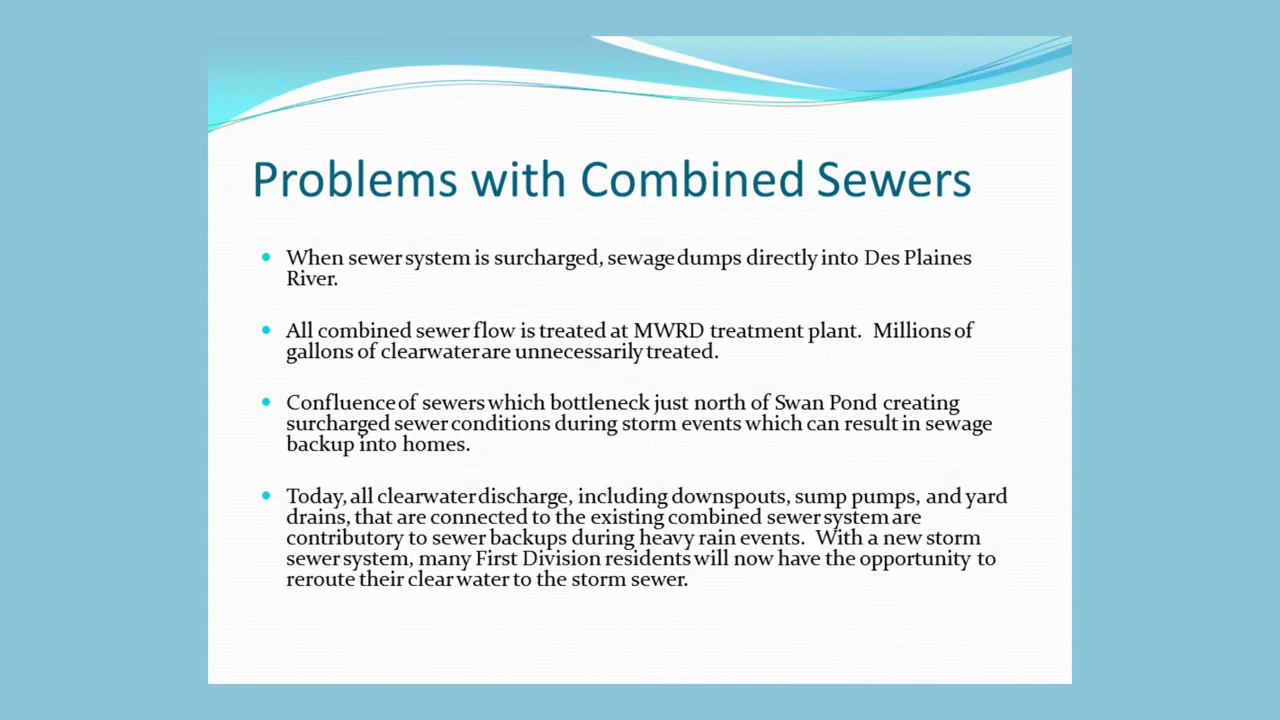 Problems with Combined Sewers
When sewer system is surcharged, sewage dumps directly into Des Plaines
River.
All combined sewer flow is treated at MWRD treatment plant.  Millions of
gallons of clearwater are unnecessarily treated.
Confluence of sewers which bottleneck just north of Swan Pond creating
surcharged sewer conditions during storm events which can result in sewage
backup into homes.
Today, all clearwater discharge, including downspouts, sump pumps, and yard
drains, that are connected to the existing combined sewer system are
contributory to sewer backups during heavy rain events.  With a new storm
sewer system, many First Division residents will now have the opportunity to
reroute their clear water to the storm sewer.